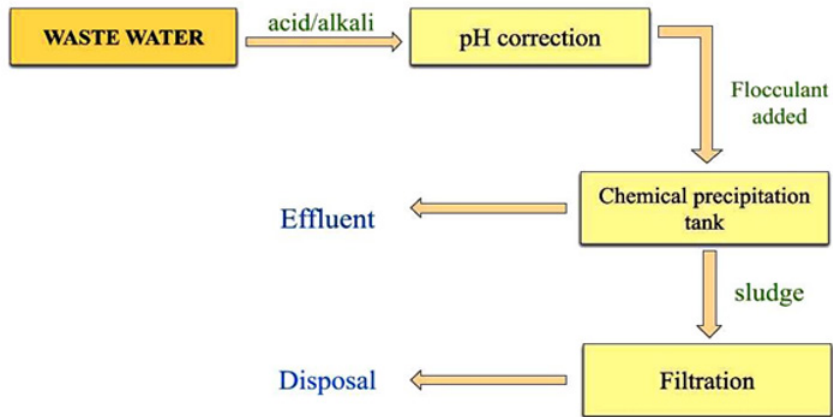 WASTE WATER
acid/alkali
pH correction
Flocculant
added
Chemical precipitation
tank
Effluent
sludge
Filtration
Disposal